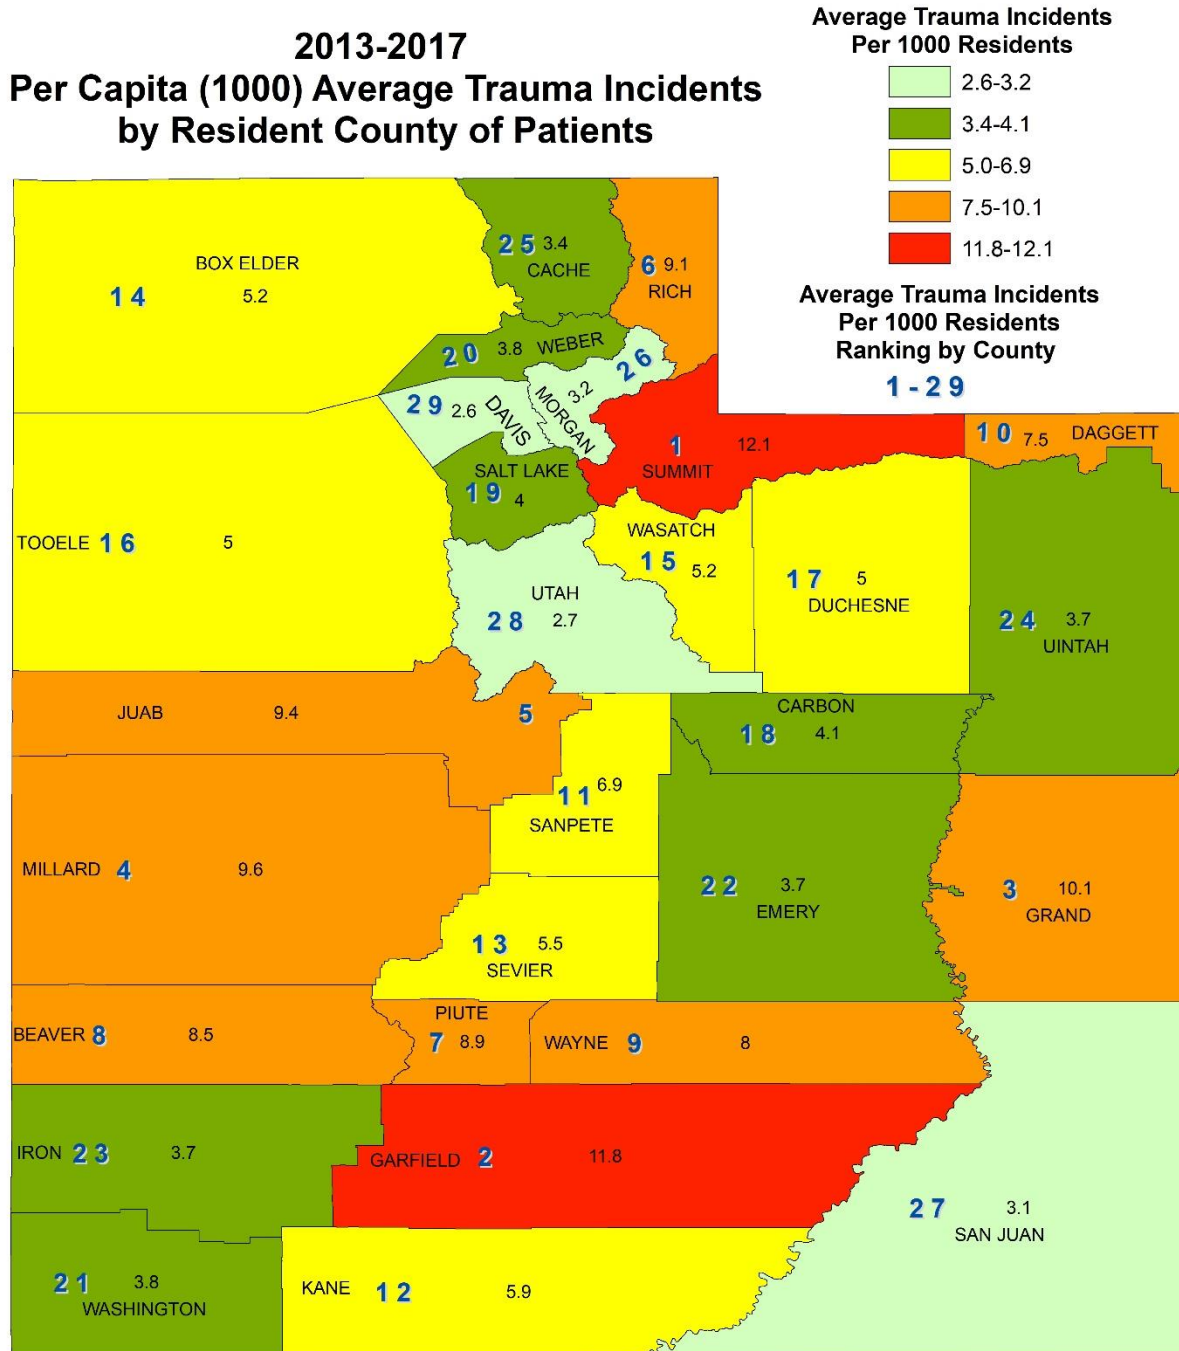 2013-2017
Per Capita (1000) Average Trauma Incidents
by Resident County of Patients
Average Trauma Incidents
Per 1000 Residents
2.6-3.2
3.4-4.1
5.0-6.9
7.5-10.1
11.8-12.1
Average Trauma Incidents
Per 1000 Residents
Ranking by County
1 - 29
BOX ELDER
14 5.2
25 3.4
CACHE
6 9.1
RICH
20 3.8 WEBER
26
3.2
MORGAN
29 2.6 DAVIS
1 12.1
SUMMIT
10 7.5 DAGGETT
SALT LAKE
19 4
TOOELE 16 5
WASATCH
15 5.2
17 5
DUCHESNE
UTAH
28 2.7
24 3.7
UINTAH
JUAB 9.4 5
CARBON
18 4.1
11 6.9
SANPETE
MILLARD 4 9.6
22 3.7
EMERY
3 10.1
GRAND
13 5.5
SEVIER
BEAVER 8 8.5
PIUTE
7 8.9
WAYNE 9 8
IRON 23 3.7
GARFIELD 2 11.8
27 3.1
SAN JUAN
21 3.8
WASHINGTON
KANE 12 5.9